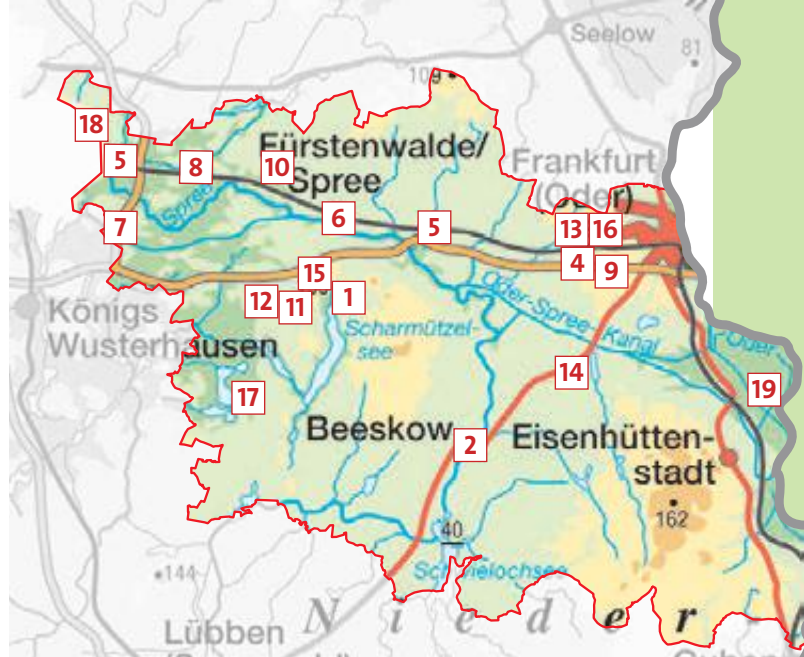 Seelow
81
109
18
5
8
10
Fürstenwalde/
Spree
Frankfurt
(Oder)
Spree
7
6
5
13
16
4
9
15
12
11
1
Königs
Wusterhausen
Scharmützel-
see
Oder-Spree-Kanal
Oder
14
17
19
Beeskow
2
Eisenhütten-
stadt
162
40
144
Schwielochsee
Lübben
Nieder